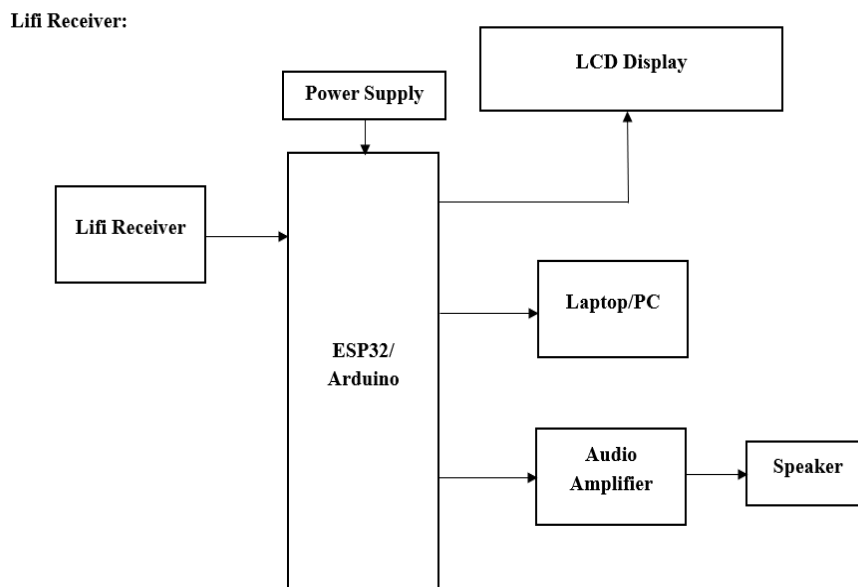 Lifi Receiver:
LCD Display
Power Supply
Lifi Receiver
Laptop/PC
ESP32/
Arduino
Audio
Amplifier
Speaker